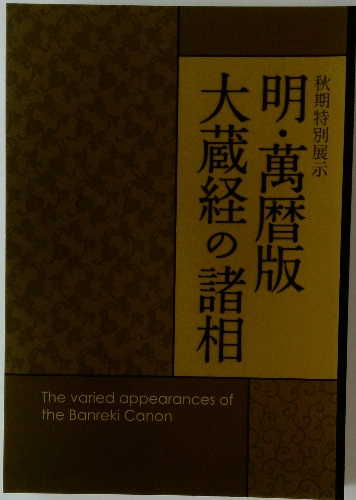 秋期特別展示
明・萬暦版
大蔵経の諸相
The varied appearances of
the Banreki Canon